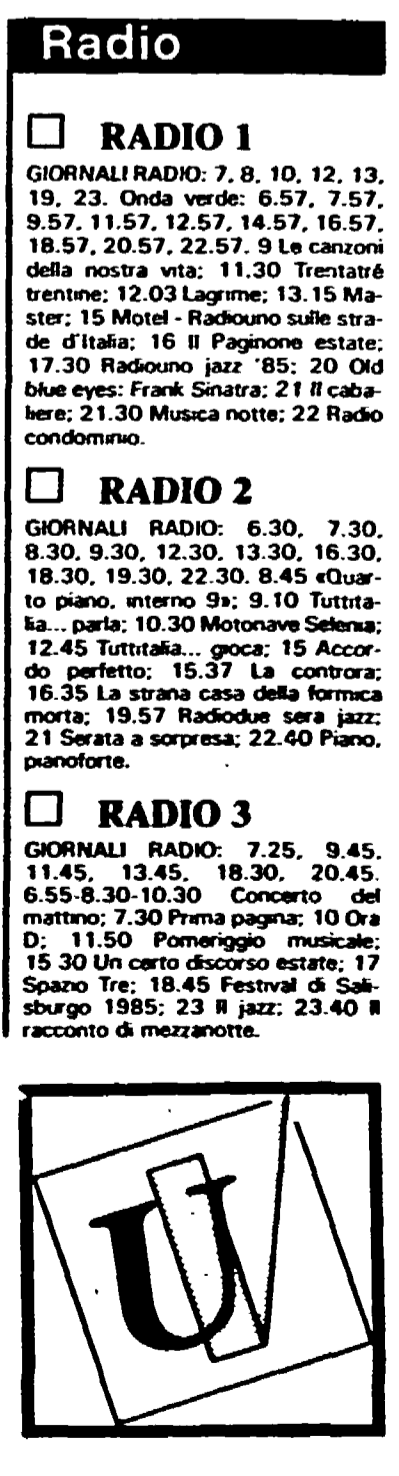 Radio
RADIO 1
GIORNALI RADIO: 7, 8, 10, 12, 13,
19, 23. Onda verde: 6.57, 7.57,
9.57, 11.57, 12.57, 14.57, 16.57,
18.57, 20.57, 22.57. 9 Le canzoni
della nostra vita; 11.30 Trentatré
trentine; 12.03 Lagrime; 13.15 Ma-
ster; 15 Motel - Radiouno sulle stra-
de d'Italia; 16 Il Paginone estate;
17.30 Radiouno jazz '85; 20 Old
blue eyes: Frank Sinatra; 21 Il caba-
liere; 21.30 Musica notte; 22 Radio
condominio.
RADIO 2
GIORNALI RADIO: 6.30, 7.30,
8.30, 9.30, 12.30, 13.30, 16.30,
18.30, 19.30, 22.30. 8.45 «Quar-
to piano, interno 9»; 9.10 Tuttita-
lia... parla; 10.30 Motonave Selenia;
12.45 Tuttitalia... gioca; 15 Accor-
do perfetto; 15.37 La controra;
16.35 La strana casa della formica
morta; 19.57 Radiodue sera jazz;
21 Serata a sorpresa; 22.40 Piano,
pianoforte.
RADIO 3
GIORNALI RADIO: 7.25, 9.45,
11.45, 13.45, 18.30, 20.45.
6.55-8.30-10.30 Concerto del
mattino; 7.30 Prima pagina; 10 Ora
D; 11.50 Pomeriggio musicale;
15 30 Un certo discorso estate; 17
Spazio Tre; 18.45 Festival di Sali-
sburgo 1985; 23 Il jazz; 23.40 Il
racconto di mezzanotte.
UV